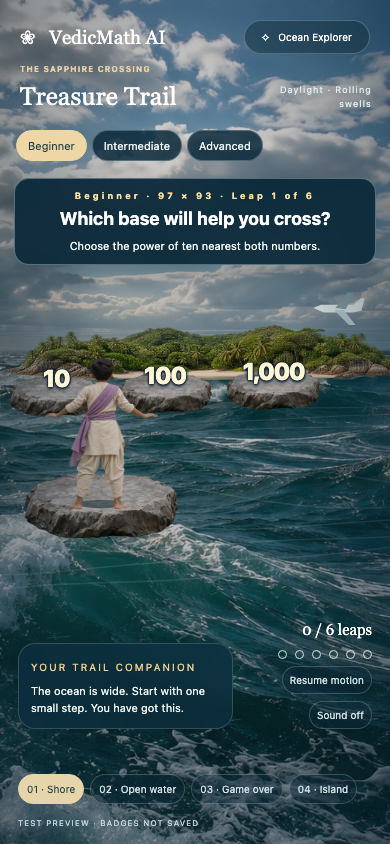 VedicMath AI
Ocean Explorer
THE SAPPHIRE CROSSING
Treasure Trail
Daylight · Rolling
swells
Beginner
Intermediate
Advanced
Beginner · 97 × 93 · Leap 1 of 6
Which base will help you cross?
Choose the power of ten nearest both numbers.
10
100
1,000
0 / 6 leaps
YOUR TRAIL COMPANION
The ocean is wide. Start with one
small step. You have got this.
Resume motion
Sound off
01 · Shore
02 · Open water
03 · Game over
04 · Island
TEST PREVIEW · BADGES NOT SAVED